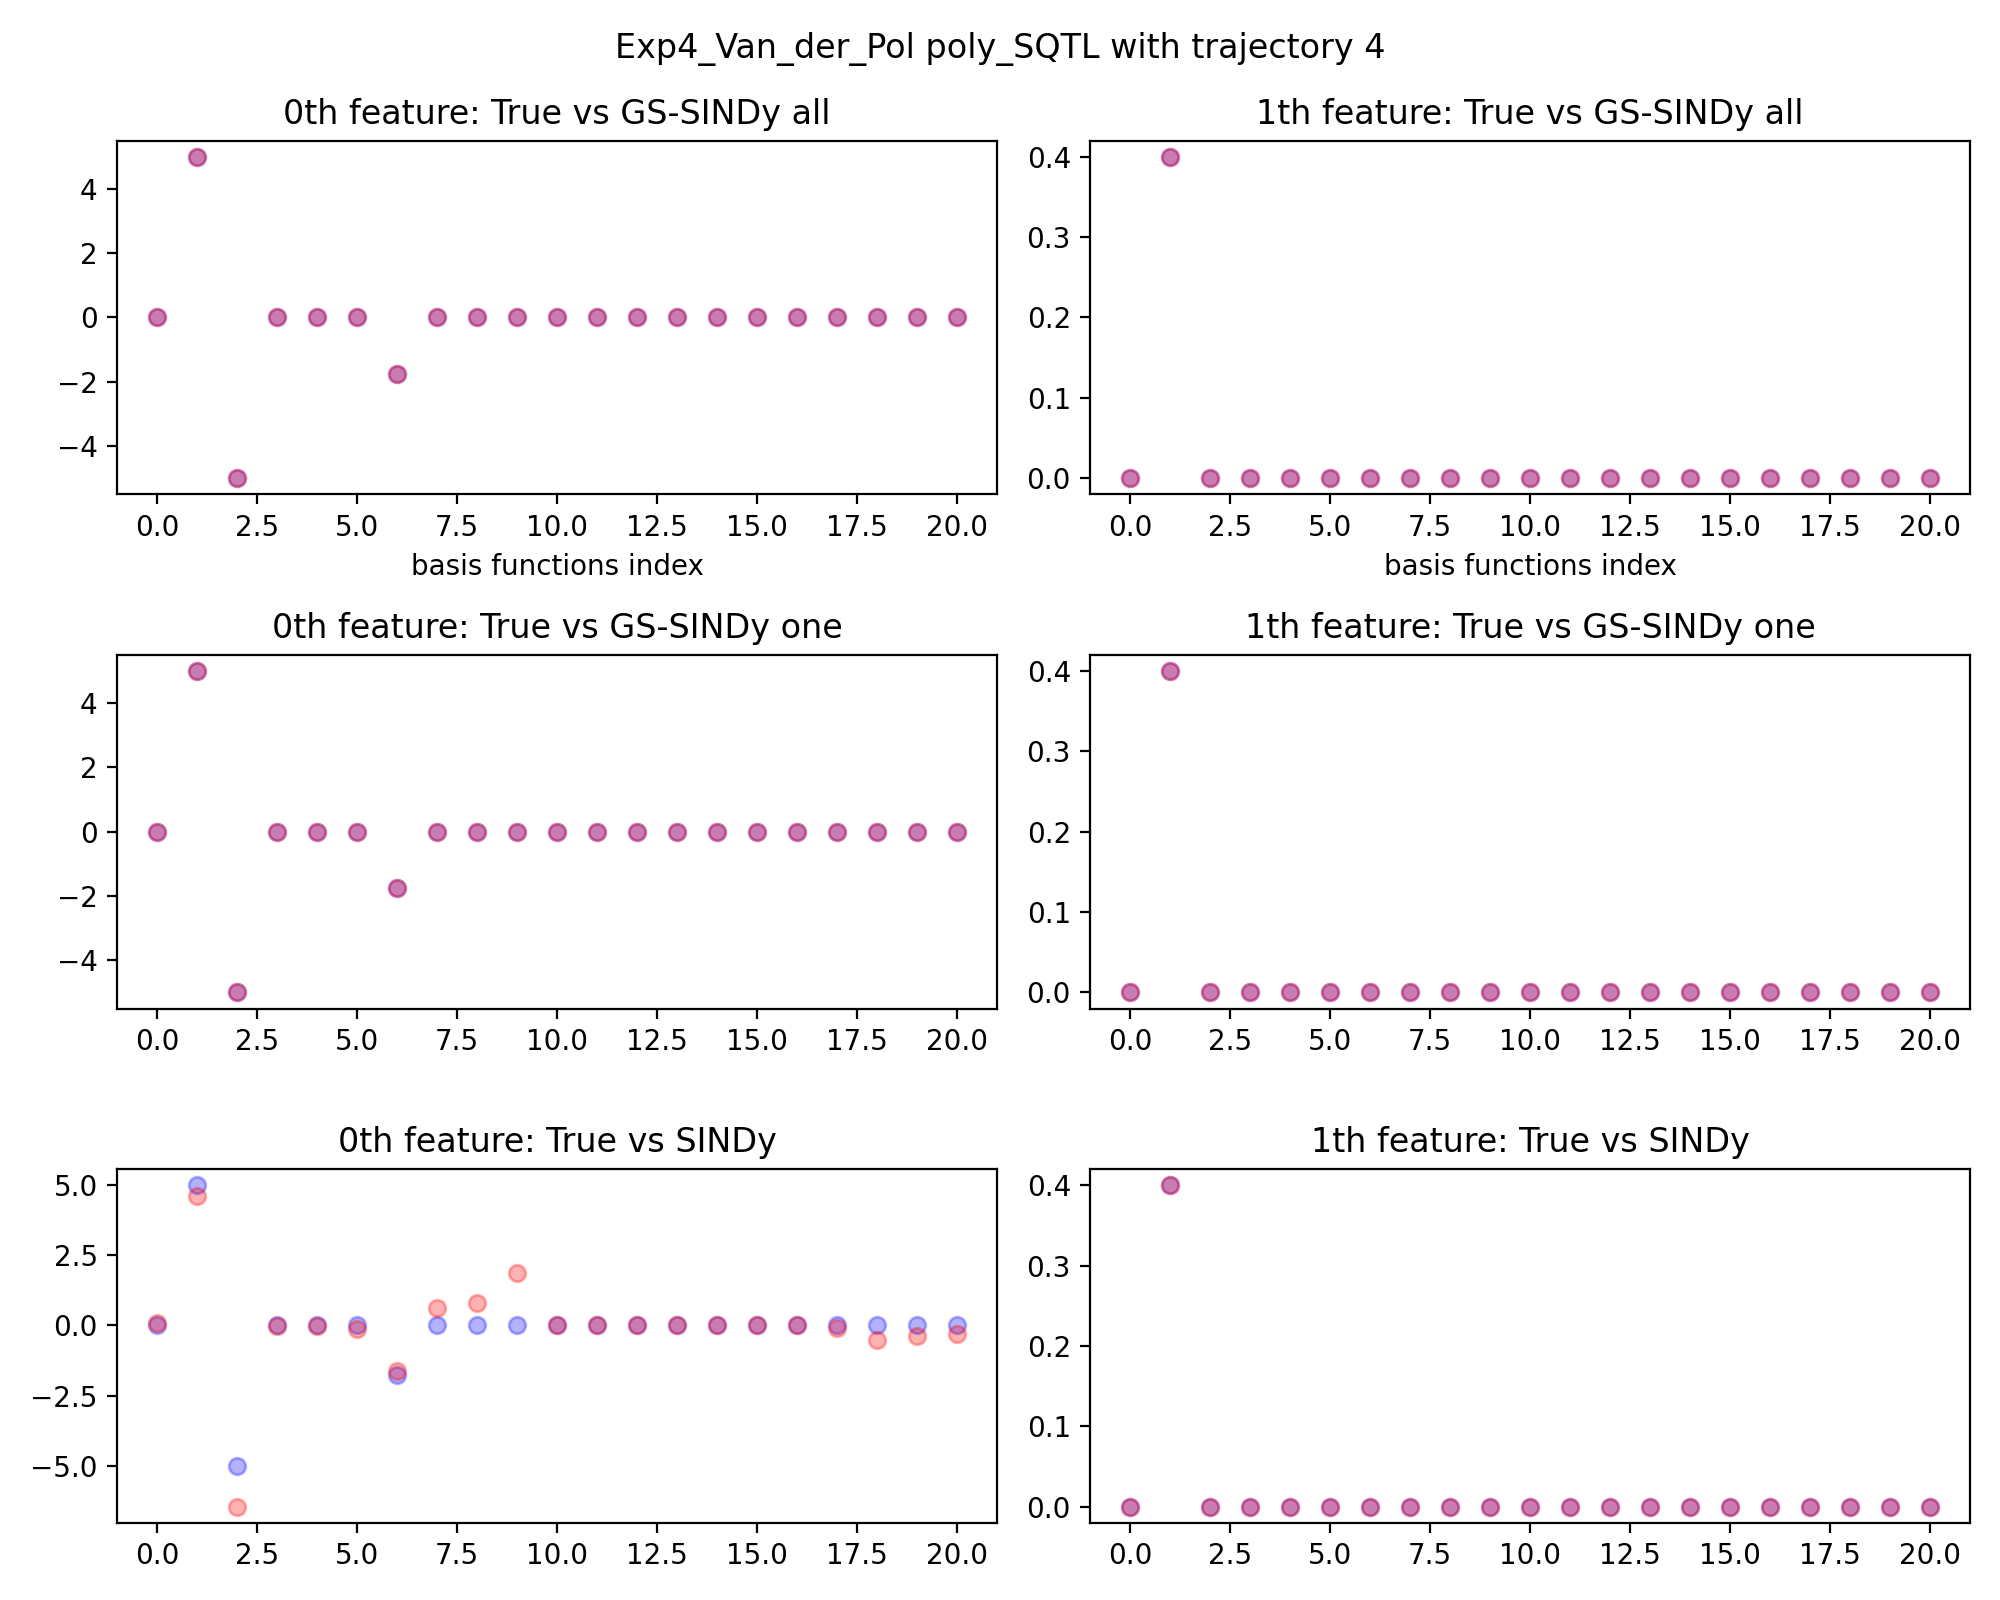 Exp4_Van_der_Pol poly_SQTL with trajectory 4
0th feature: True vs GS-SINDy all
1th feature: True vs GS-SINDy all
4
2
0
−2
−4
0.0 2.5 5.0 7.5 10.0 12.5 15.0 17.5 20.0
basis functions index
0.4
0.3
0.2
0.1
0.0
0.0 2.5 5.0 7.5 10.0 12.5 15.0 17.5 20.0
basis functions index
0th feature: True vs GS-SINDy one
1th feature: True vs GS-SINDy one
4
2
0
−2
−4
0.0 2.5 5.0 7.5 10.0 12.5 15.0 17.5 20.0
0.4
0.3
0.2
0.1
0.0
0.0 2.5 5.0 7.5 10.0 12.5 15.0 17.5 20.0
0th feature: True vs SINDy
1th feature: True vs SINDy
5.0
2.5
0.0
−2.5
−5.0
0.0 2.5 5.0 7.5 10.0 12.5 15.0 17.5 20.0
0.4
0.3
0.2
0.1
0.0
0.0 2.5 5.0 7.5 10.0 12.5 15.0 17.5 20.0